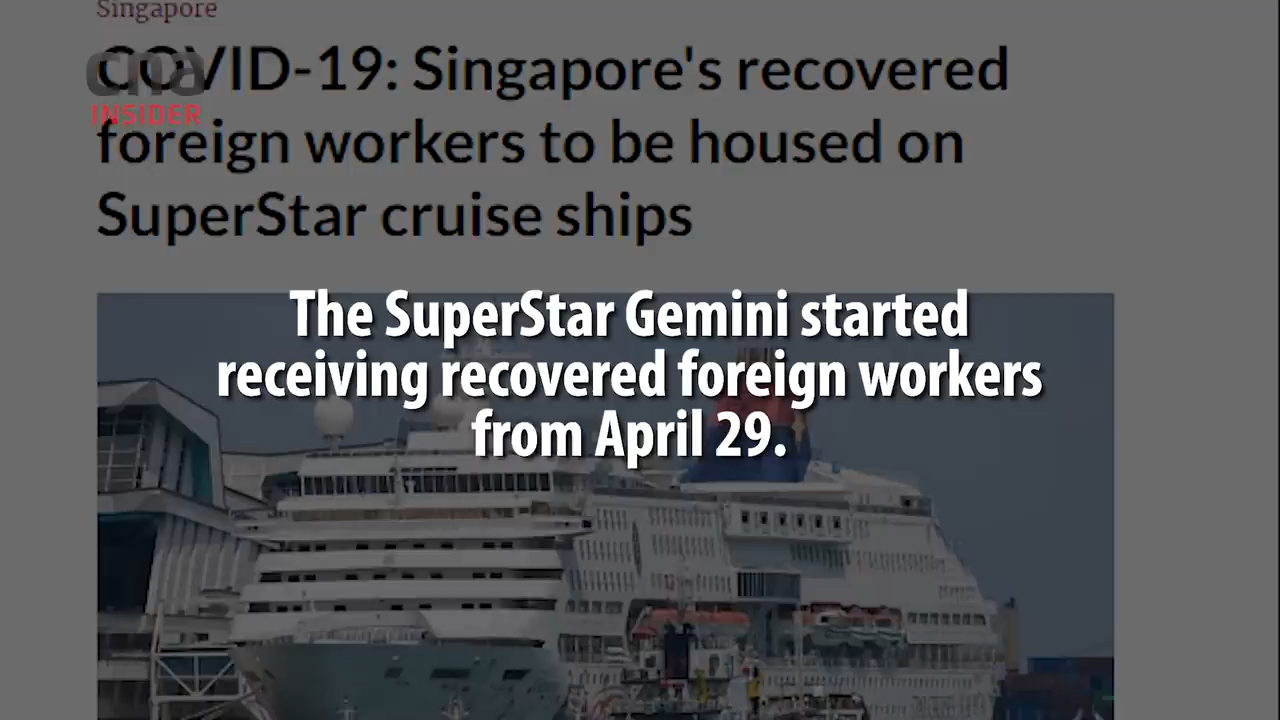 Singapore
cna
INSIDER
COVID-19: Singapore's recovered
foreign workers to be housed on
SuperStar cruise ships
The SuperStar Gemini started
receiving recovered foreign workers
from April 29.